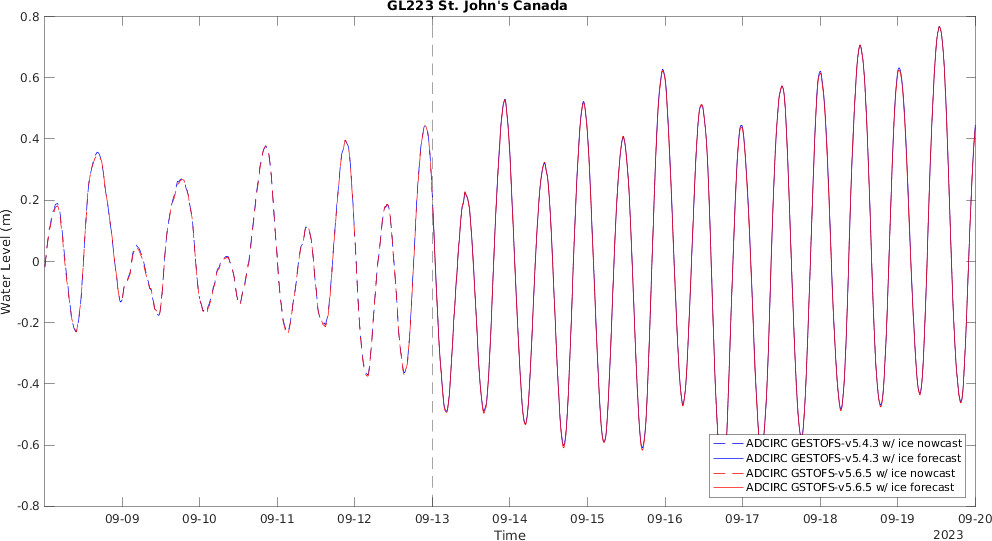 GL223 St. John's Canada
0.8
0.6
0.4
0.2
0
-0.2
-0.4
-0.6
-0.8
Water Level (m)
ADCIRC GESTOFS-v5.4.3 w/ ice nowcast
ADCIRC GESTOFS-v5.4.3 w/ ice forecast
ADCIRC GSTOFS-v5.6.5 w/ ice nowcast
ADCIRC GSTOFS-v5.6.5 w/ ice forecast
09-09 09-10 09-11 09-12 09-13 09-14 09-15 09-16 09-17 09-18 09-19 09-20
Time
2023